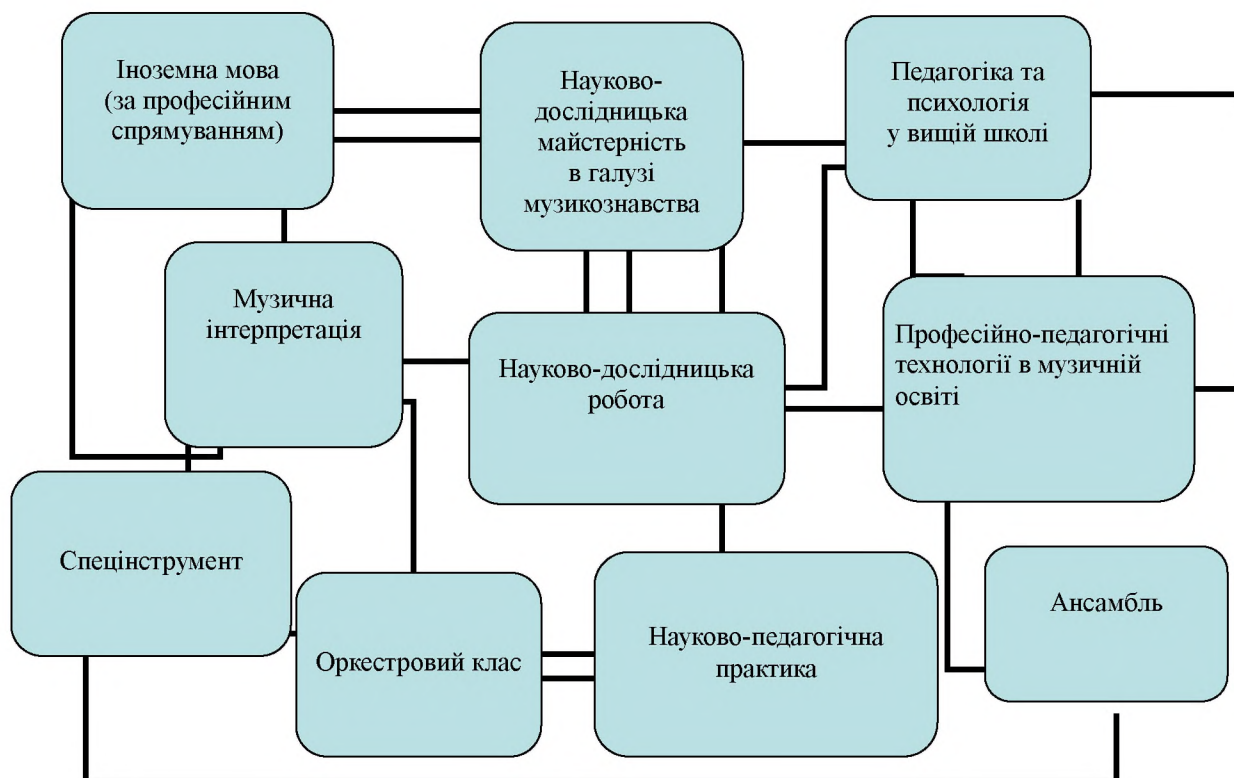 Іноземна мова
(за професійним
спрямуванням)
Науково-
дослідницька
майстерність
в галузі
музикознавства
Педагогіка та
психологія
у вищій школі
Музична
інтерпретація
Науково-дослідницька
робота
Професійно-педагогічні
технології в музичній
освіті
Спецінструмент
Оркестровий клас
Науково-педагогічна
практика
Ансамбль